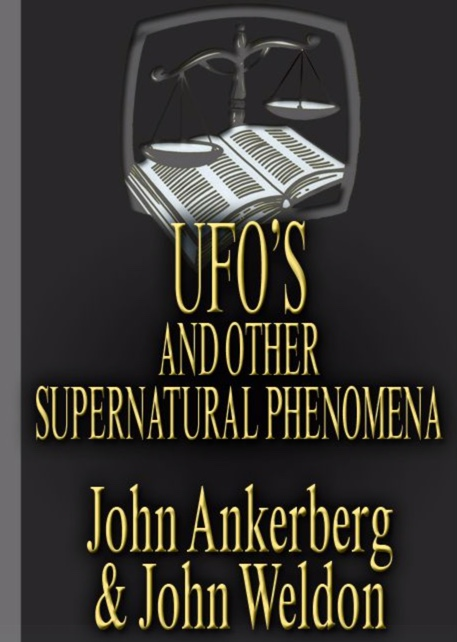 UFO'S
AND OTHER
SUPERNATURAL PHENOMENA
John Ankerberg
& John Weldon